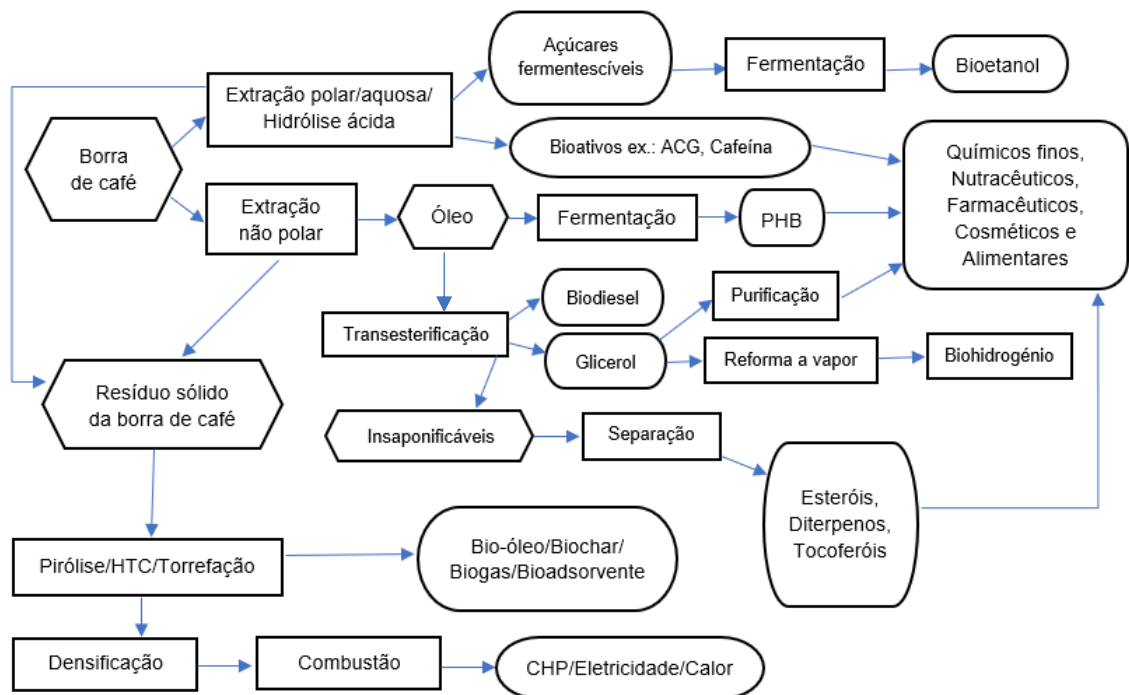 Açúcares
fermentescíveis
Fermentação
Bioetanol
Extração polar/aquosa/
Hidrólise ácida
Borra
de café
Bioativos ex.: ACG, Cafeína
Químicos finos,
Nutracêuticos,
Farmacêuticos,
Cosméticos e
Alimentares
Extração
não polar
Óleo
Fermentação
PHB
Biodiesel
Purificação
Transesterificação
Glicerol
Reforma a vapor
Biohidrogénio
Resíduo sólido
da borra de café
Insaponificáveis
Separação
Esteróis,
Diterpenos,
Tocoferóis
Pirólise/HTC/Torrefação
Bio-óleo/Biochar/
Biogas/Bioadsorvente
Densificação
Combustão
CHP/Eletricidade/Calor